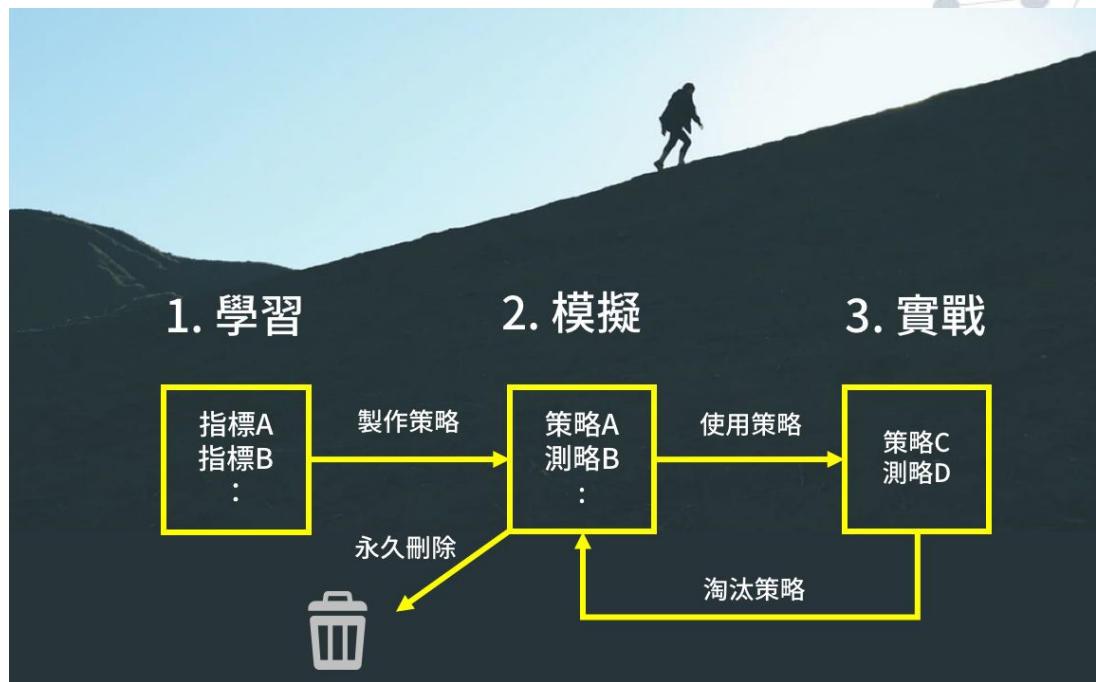 1. 學習
2. 模擬
3. 實戰
指標A
指標B
：
製作策略
策略A
測略B
：
使用策略
策略C
測略D
永久刪除
淘汰策略